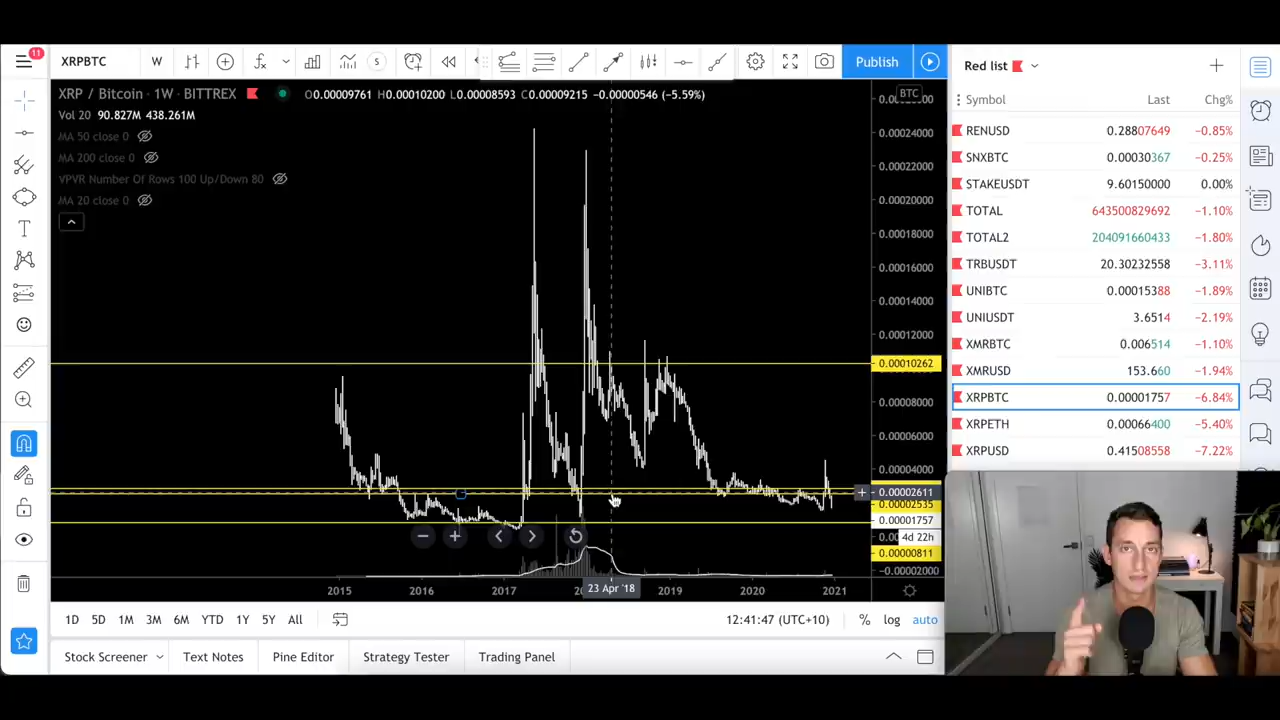 11
XRPBTC
W
S
Publish
XRP / Bitcoin · 1W · BITTREX O0.00009761 H0.00010200 L0.00008593 C0.00009215 −0.00000546 (−5.59%)
Vol 20 90.827M 438.261M
MA 50 close 0
MA 200 close 0
VPVR Number Of Rows 100 Up/Down 80
MA 20 close 0
BTC
0.00024000
0.00022000
0.00020000
0.00018000
0.00016000
0.00014000
0.00012000
0.00010262
0.00008000
0.00006000
0.00004000
0.00002611
0.00002535
0.00001757
4d 22h
0.00000811
−0.00002000
2015
2016
2017
23 Apr '18
2019
2020
2021
1D 5D 1M 3M 6M YTD 1Y 5Y All
12:41:47 (UTC+10)
% log auto
Stock Screener
Text Notes
Pine Editor
Strategy Tester
Trading Panel
Red list
Symbol Last Chg%
RENUSD 0.28807649 −0.85%
SNXBTC 0.00030367 −0.25%
STAKEUSDT 9.60150000 0.00%
TOTAL 643500829692 −1.10%
TOTAL2 204091660433 −1.80%
TRBUSDT 20.30232558 −3.11%
UNIBTC 0.00015388 −1.89%
UNIUSDT 3.6514 −2.19%
XMRBTC 0.006514 −1.10%
XMRUSD 153.660 −1.94%
XRPBTC 0.00001757 −6.84%
XRPETH 0.00066400 −5.40%
XRPUSD 0.41508558 −7.22%